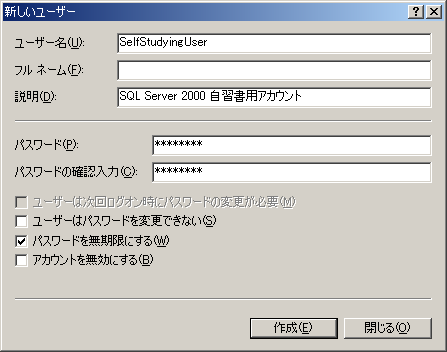 新しいユーザー
ユーザー名(U): SelfStudyingUser
フル ネーム(F):
説明(D): SQL Server 2000 自習書用アカウント
パスワード(P): ********
パスワードの確認入力(C): ********
ユーザーは次回ログオン時にパスワードの変更が必要(M)
ユーザーはパスワードを変更できない(S)
パスワードを無期限にする(W)
アカウントを無効にする(B)
作成(E) 閉じる(O)